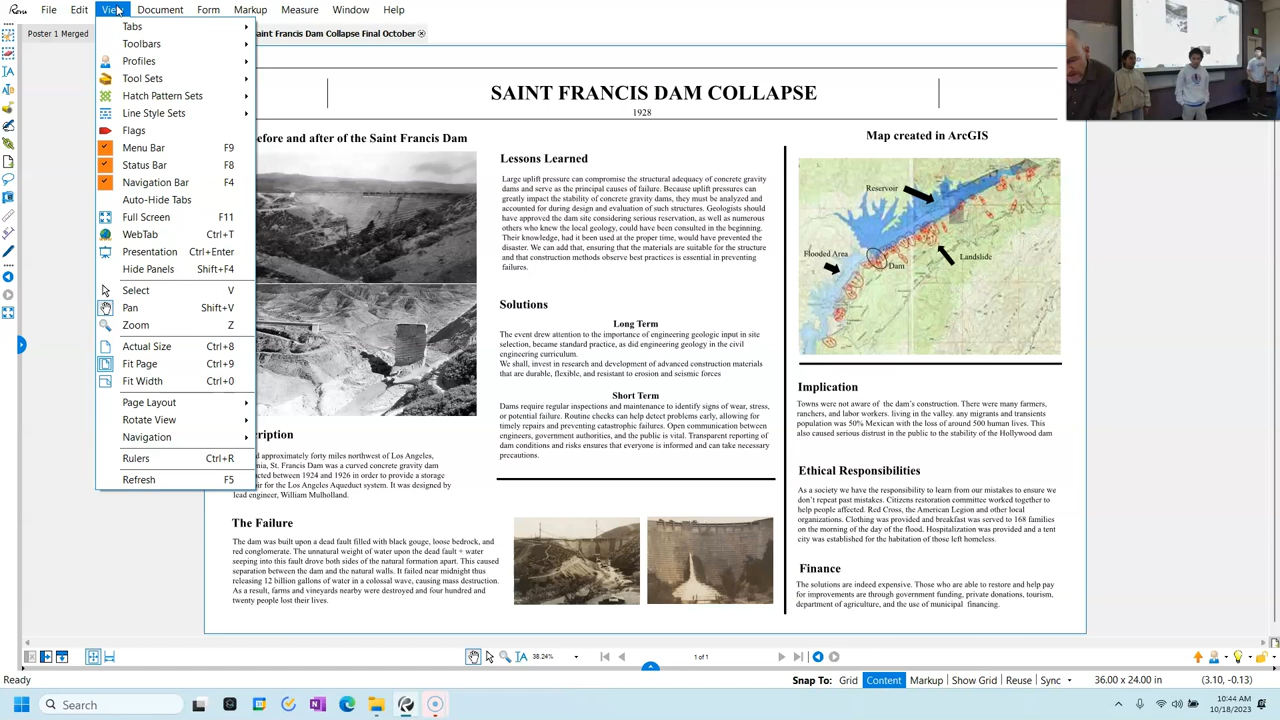 File Edit View Document Form Markup Measure Window Help
Poster 1 Merged
Saint Francis Dam Collapse Final October
Tabs
Toolbars
Profiles
Tool Sets
Hatch Pattern Sets
Line Style Sets
Flags
Menu Bar F9
Status Bar F8
Navigation Bar F4
Auto-Hide Tabs
Full Screen F11
WebTab Ctrl+T
Presentation Ctrl+Enter
Hide Panels Shift+F4
Select V
Pan Shift+V
Zoom Z
Actual Size Ctrl+8
Fit Page Ctrl+9
Fit Width Ctrl+0
Page Layout
Rotate View
Navigation
Rulers Ctrl+R
Refresh F5
SAINT FRANCIS DAM COLLAPSE
1928
efore and after of the Saint Francis Dam
cription
d approximately forty miles northwest of Los Angeles,
nia, St. Francis Dam was a curved concrete gravity dam
cted between 1924 and 1926 in order to provide a storage
oir for the Los Angeles Aqueduct system. It was designed by
lead engineer, William Mulholland.
The Failure
The dam was built upon a dead fault filled with black gouge, loose bedrock, and
red conglomerate. The unnatural weight of water upon the dead fault + water
seeping into this fault drove both sides of the natural formation apart. This caused
separation between the dam and the natural walls. It failed near midnight thus
releasing 12 billion gallons of water in a colossal wave, causing mass destruction.
As a result, farms and vineyards nearby were destroyed and four hundred and
twenty people lost their lives.
Lessons Learned
Large uplift pressure can compromise the structural adequacy of concrete gravity
dams and serve as the principal causes of failure. Because uplift pressures can
greatly impact the stability of concrete gravity dams, they must be analyzed and
accounted for during design and evaluation of such structures. Geologists should
have approved the dam site considering serious reservation, as well as numerous
others who knew the local geology, could have been consulted in the beginning.
Their knowledge, had it been used at the proper time, would have prevented the
disaster. We can add that, ensuring that the materials are suitable for the structure
and that construction methods observe best practices is essential in preventing
failures.
Solutions
Long Term
The event drew attention to the importance of engineering geologic input in site
selection, became standard practice, as did engineering geology in the civil
engineering curriculum.
We shall, invest in research and development of advanced construction materials
that are durable, flexible, and resistant to erosion and seismic forces
Short Term
Dams require regular inspections and maintenance to identify signs of wear, stress,
or potential failure. Routine checks can help detect problems early, allowing for
timely repairs and preventing catastrophic failures. Open communication between
engineers, government authorities, and the public is vital. Transparent reporting of
dam conditions and risks ensures that everyone is informed and can take necessary
precautions.
Map created in ArcGIS
Reservoir
Flooded Area
Dam
Landslide
Implication
Towns were not aware of the dam's construction. There were many farmers,
ranchers, and labor workers. living in the valley. any migrants and transients
population was 50% Mexican with the loss of around 500 human lives. This
also caused serious distrust in the public to the stability of the Hollywood dam
Ethical Responsibilities
As a society we have the responsibility to learn from our mistakes to ensure we
don't repeat past mistakes. Citizens restoration committee worked together to
help people affected. Red Cross, the American Legion and other local
organizations. Clothing was provided and breakfast was served to 168 families
on the morning of the day of the flood. Hospitalization was provided and a tent
city was established for the habitation of those left homeless.
Finance
The solutions are indeed expensive. Those who are able to restore and help pay
for improvements are through government funding, private donations, tourism,
department of agriculture, and the use of municipal financing.
38.24%
1 of 1
Ready
Snap To: Grid Content Markup Show Grid Reuse Sync 36.00 x 24.00 in (3.10, -0.13)
Search
10:44 AM
10/18/2023